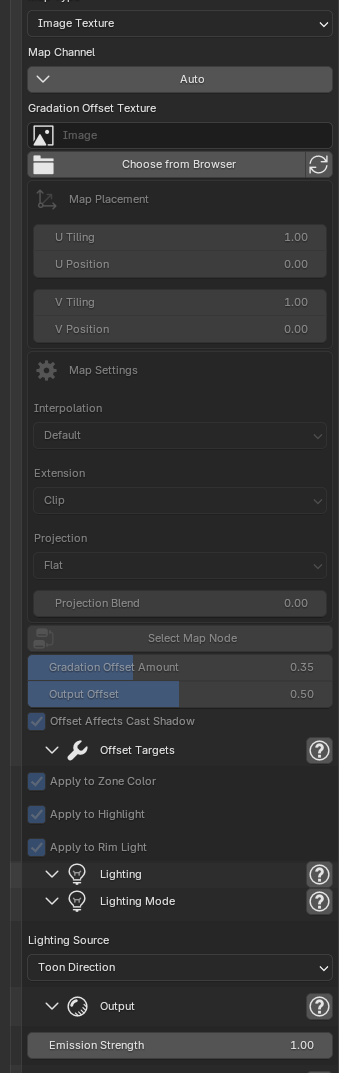 Image Texture
Map Channel
Auto
Gradation Offset Texture
Image
Choose from Browser
Map Placement
U Tiling 1.00
U Position 0.00
V Tiling 1.00
V Position 0.00
Map Settings
Interpolation
Default
Extension
Clip
Projection
Flat
Projection Blend 0.00
Select Map Node
Gradation Offset Amount 0.35
Output Offset 0.50
Offset Affects Cast Shadow
Offset Targets ?
Apply to Zone Color
Apply to Highlight
Apply to Rim Light
Lighting ?
Lighting Mode ?
Lighting Source
Toon Direction
Output ?
Emission Strength 1.00